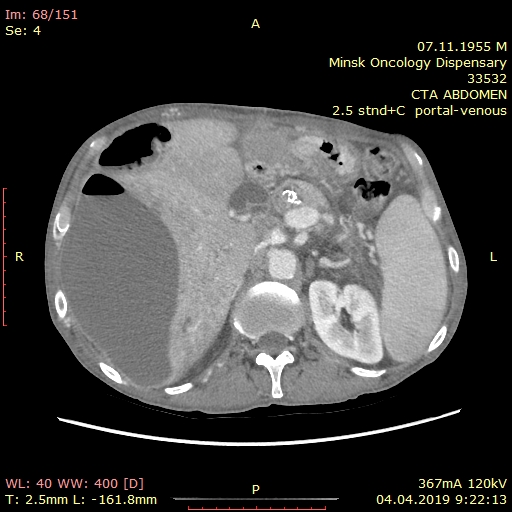 Im: 68/151
Se: 4
A
07.11.1955 M
Minsk Oncology Dispensary
33532
CTA ABDOMEN
2.5 stnd+C portal-venous
R
L
WL: 40 WW: 400 [D]
T: 2.5mm L: -161.8mm
P
367mA 120kV
04.04.2019 9:22:13